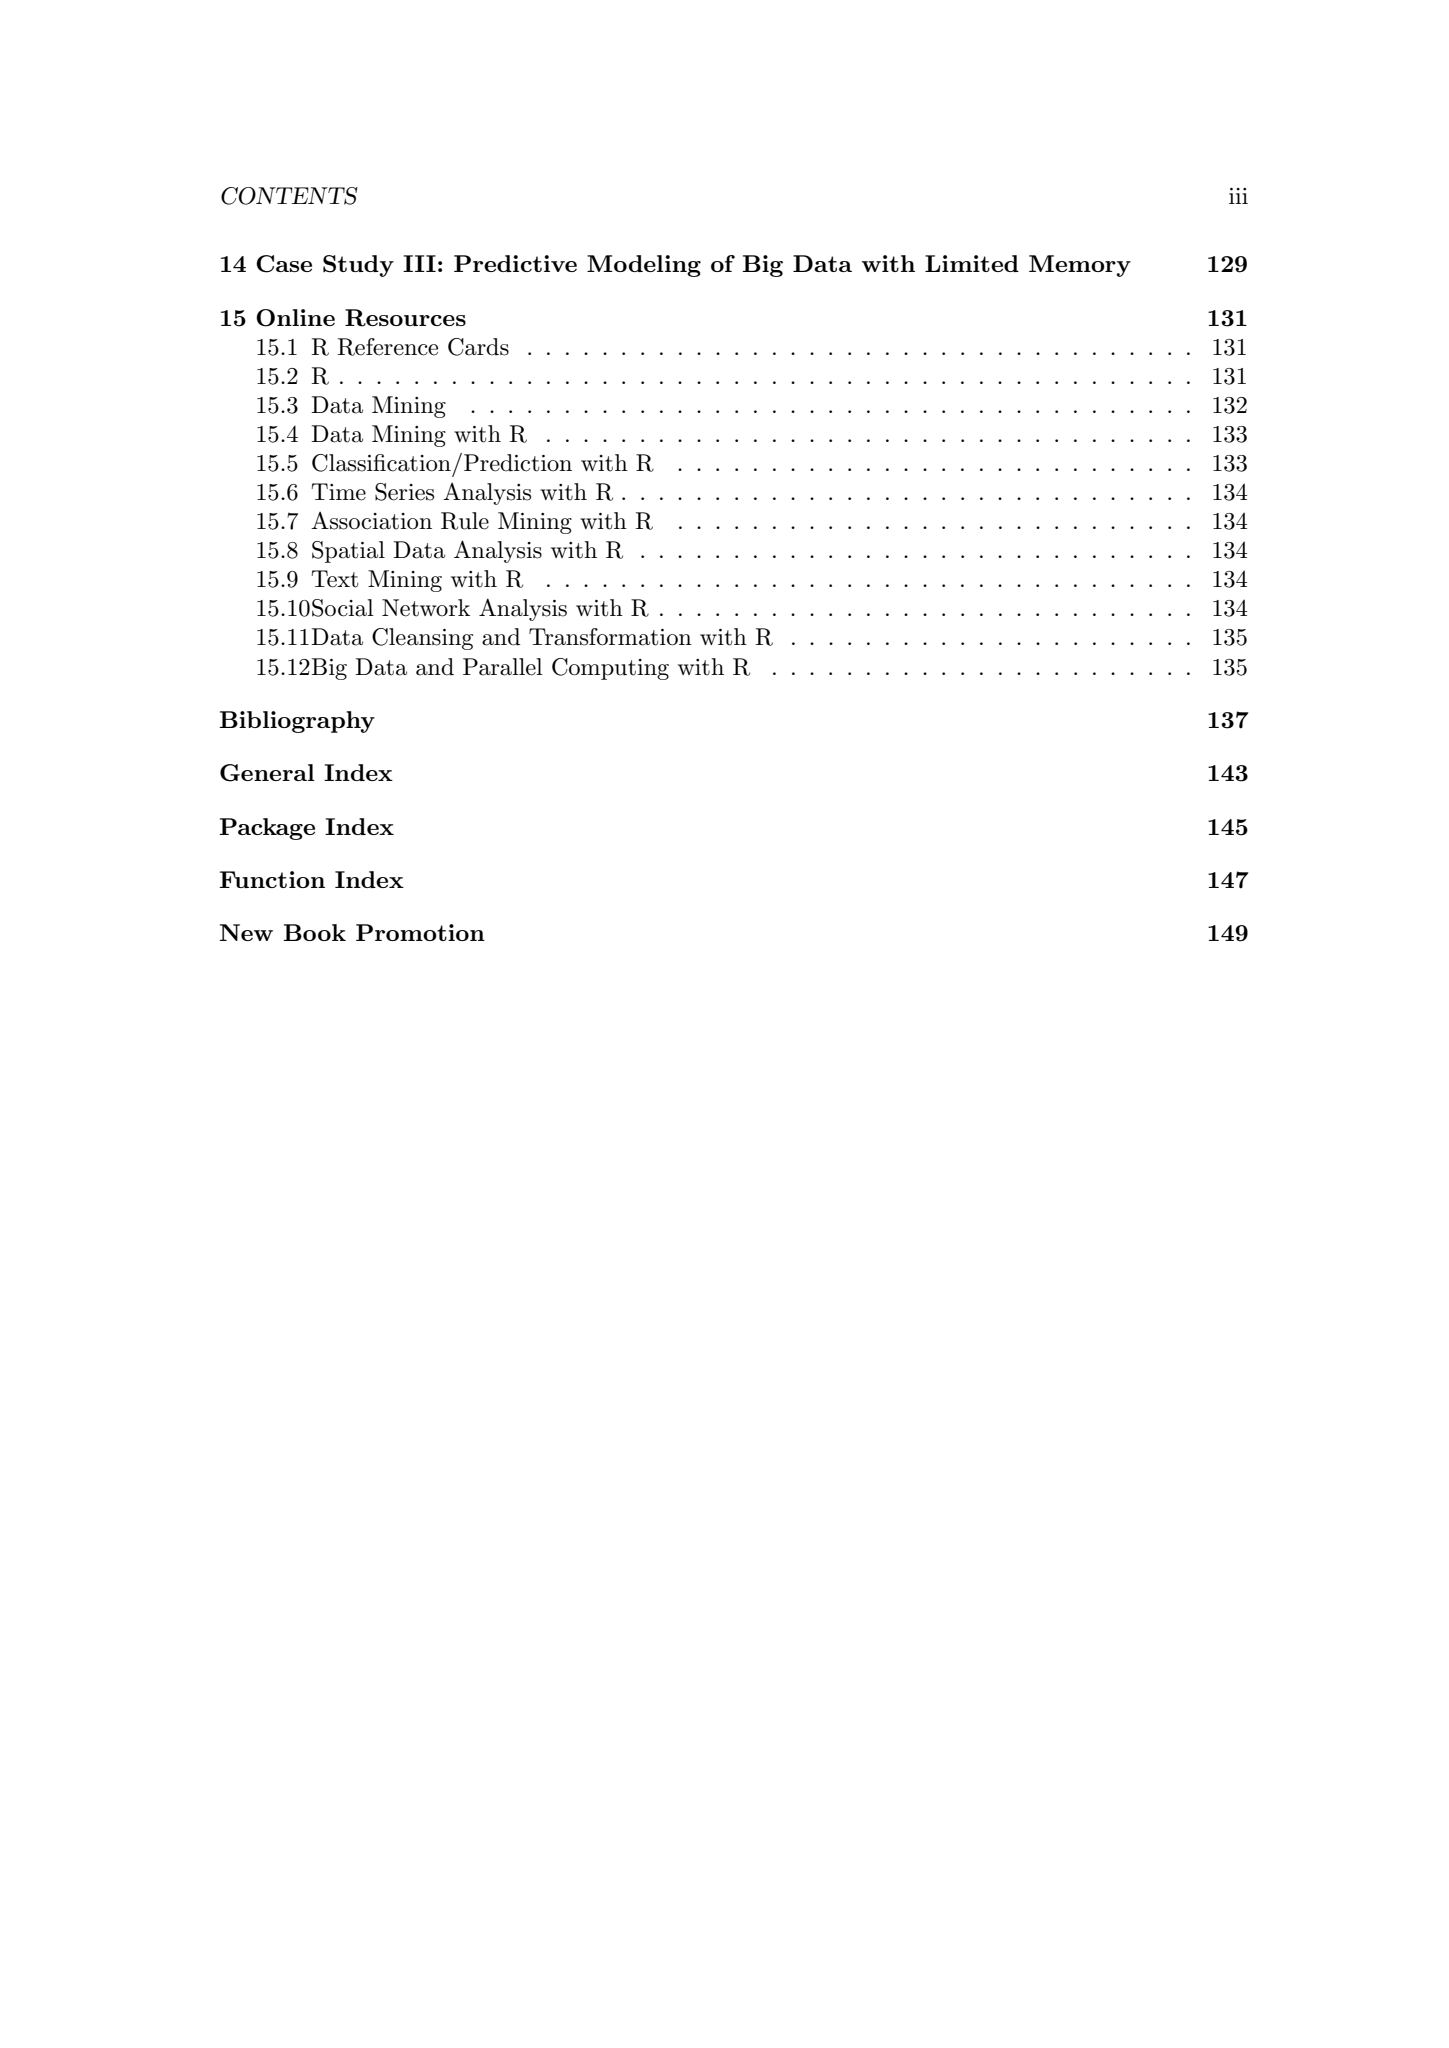 CONTENTS iii
14 Case Study III: Predictive Modeling of Big Data with Limited Memory 129
15 Online Resources 131
15.1 R Reference Cards . . . . . . . . . . . . . . . . . . . . . . . . . . . . . . . . . . . . 131
15.2 R . . . . . . . . . . . . . . . . . . . . . . . . . . . . . . . . . . . . . . . . . . . . . . 131
15.3 Data Mining . . . . . . . . . . . . . . . . . . . . . . . . . . . . . . . . . . . . . . . 132
15.4 Data Mining with R . . . . . . . . . . . . . . . . . . . . . . . . . . . . . . . . . . . 133
15.5 Classification/Prediction with R . . . . . . . . . . . . . . . . . . . . . . . . . . . . 133
15.6 Time Series Analysis with R . . . . . . . . . . . . . . . . . . . . . . . . . . . . . . . 134
15.7 Association Rule Mining with R . . . . . . . . . . . . . . . . . . . . . . . . . . . . 134
15.8 Spatial Data Analysis with R . . . . . . . . . . . . . . . . . . . . . . . . . . . . . . 134
15.9 Text Mining with R . . . . . . . . . . . . . . . . . . . . . . . . . . . . . . . . . . . 134
15.10Social Network Analysis with R . . . . . . . . . . . . . . . . . . . . . . . . . . . . . 134
15.11Data Cleansing and Transformation with R . . . . . . . . . . . . . . . . . . . . . . 135
15.12Big Data and Parallel Computing with R . . . . . . . . . . . . . . . . . . . . . . . 135
Bibliography 137
General Index 143
Package Index 145
Function Index 147
New Book Promotion 149